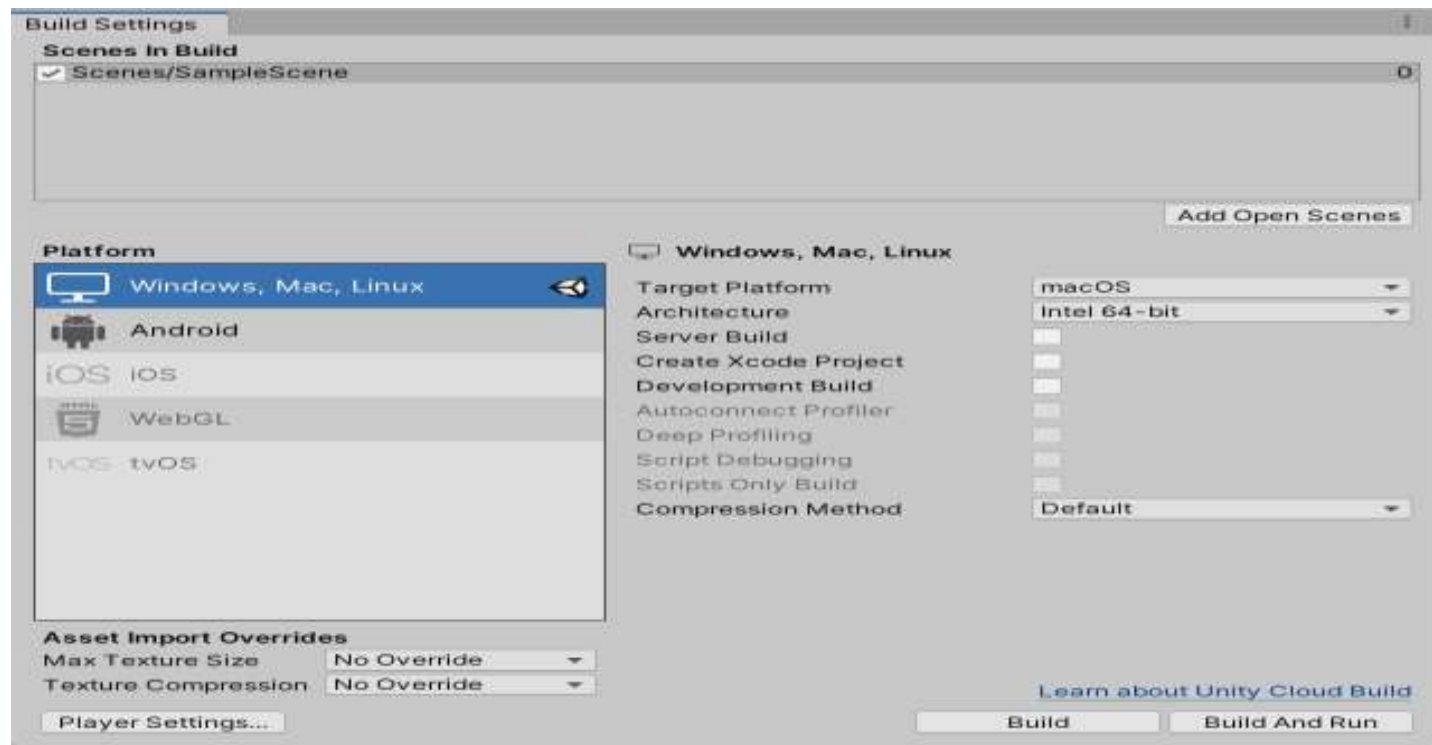 Build Settings
Scenes In Build
Scenes/SampleScene 0
Add Open Scenes
Platform
Windows, Mac, Linux
Android
iOS iOS
HTML
WebGL
tvOS tvOS
Asset Import Overrides
Max Texture Size No Override
Texture Compression No Override
Player Settings...
Windows, Mac, Linux
Target Platform macOS
Architecture Intel 64-bit
Server Build
Create Xcode Project
Development Build
Autoconnect Profiler
Deep Profiling
Script Debugging
Scripts Only Build
Compression Method Default
Learn about Unity Cloud Build
Build Build And Run